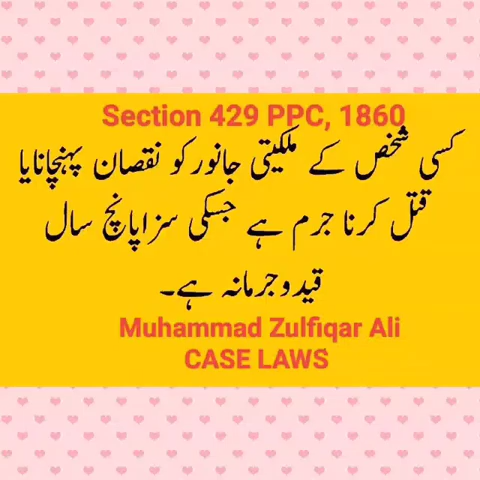 Section 429 PPC, 1860
کسی شخص کے ملکیتی جانور کو نقصان پہنچانا یا
قتل کرنا جرم ہے جسکی سزا پانچ سال
قید و جرمانہ ہے۔
Muhammad Zulfiqar Ali
CASE LAWS